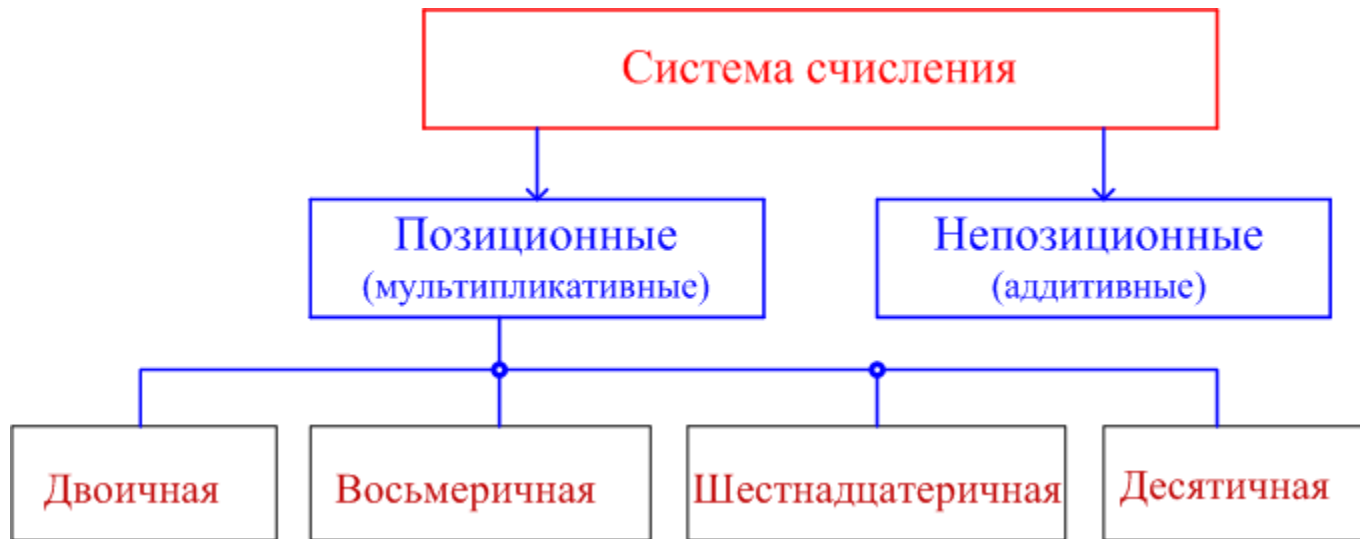 Система счисления
Позиционные
(мультипликативные)
Непозиционные
(аддитивные)
Двоичная
Восьмеричная
Шестнадцатеричная
Десятичная